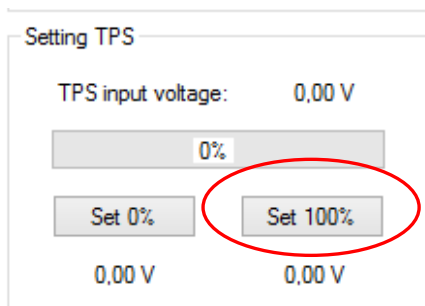 Setting TPS
TPS input voltage: 0,00 V
0%
Set 0% Set 100%
0,00 V 0,00 V